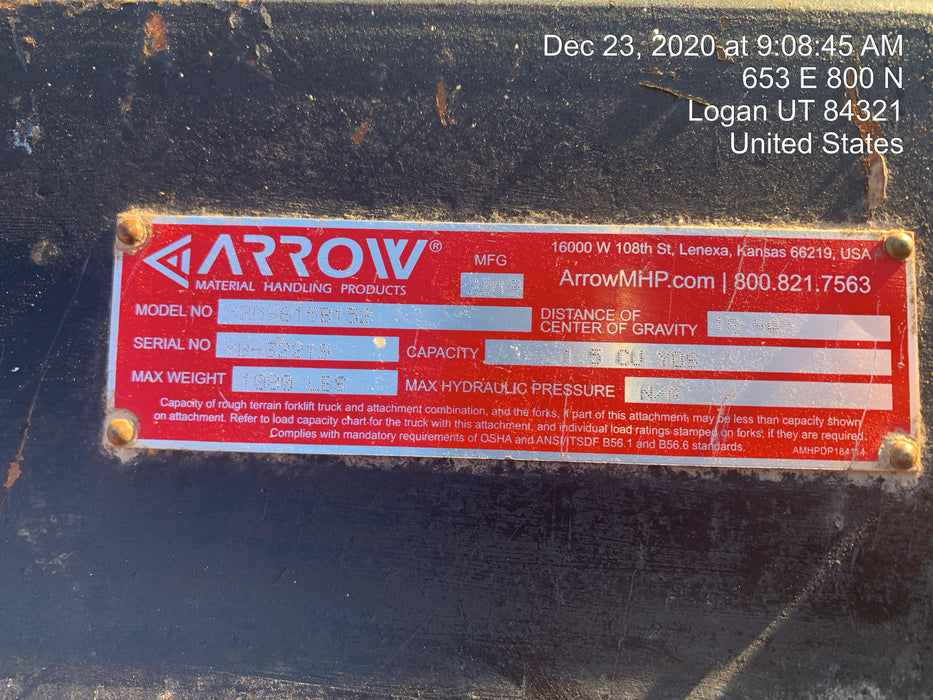 Dec 23, 2020 at 9:08:45 AM
653 E 800 N
Logan UT 84321
United States
ARROW®
MATERIAL HANDLING PRODUCTS
16000 W 108th St, Lenexa, Kansas 66219, USA
ArrowMHP.com | 800.821.7563
MFG
MODEL NO
DISTANCE OF
CENTER OF GRAVITY
SERIAL NO
CAPACITY 1.5 CU YDS
MAX WEIGHT LBS
MAX HYDRAULIC PRESSURE
Capacity of rough terrain forklift truck and attachment combination, and the forks, if part of this attachment, may be less than capacity shown
on attachment. Refer to load capacity chart for the truck with this attachment, and individual load ratings stamped on forks, if they are required.
Complies with mandatory requirements of OSHA and ANSI/ITSDF B56.1 and B56.6 standards.